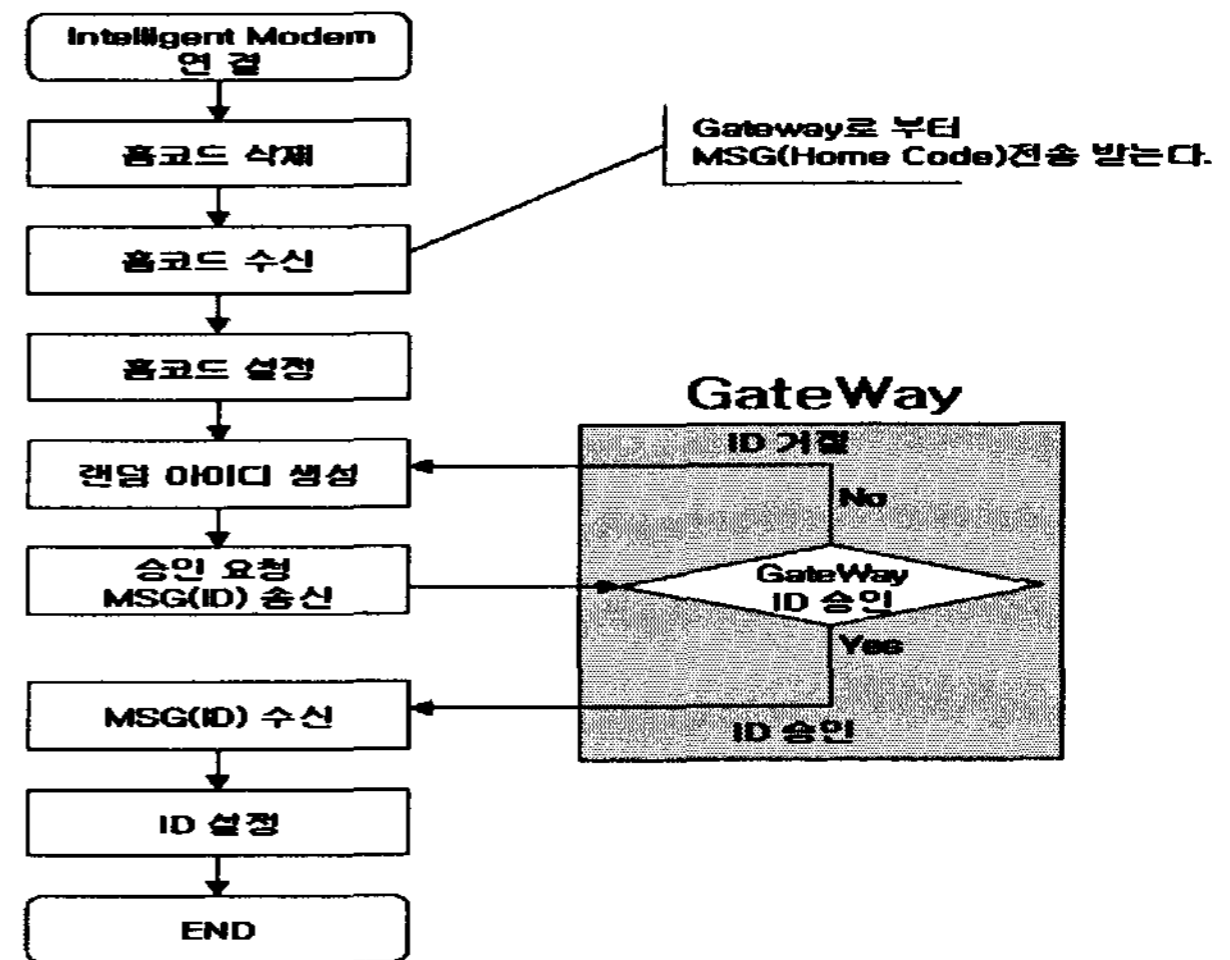 Intelligent Modem
연 결
홈코드 삭제
Gateway로 부터
MSG(Home Code)전송 받는다.
홈코드 수신
홈코드 설정
GateWay
랜덤 아이디 생성
ID 거절
No
승인 요청
MSG(ID) 송신
GateWay
ID 승인
Yes
MSG(ID) 수신
ID 승인
ID 설정
END